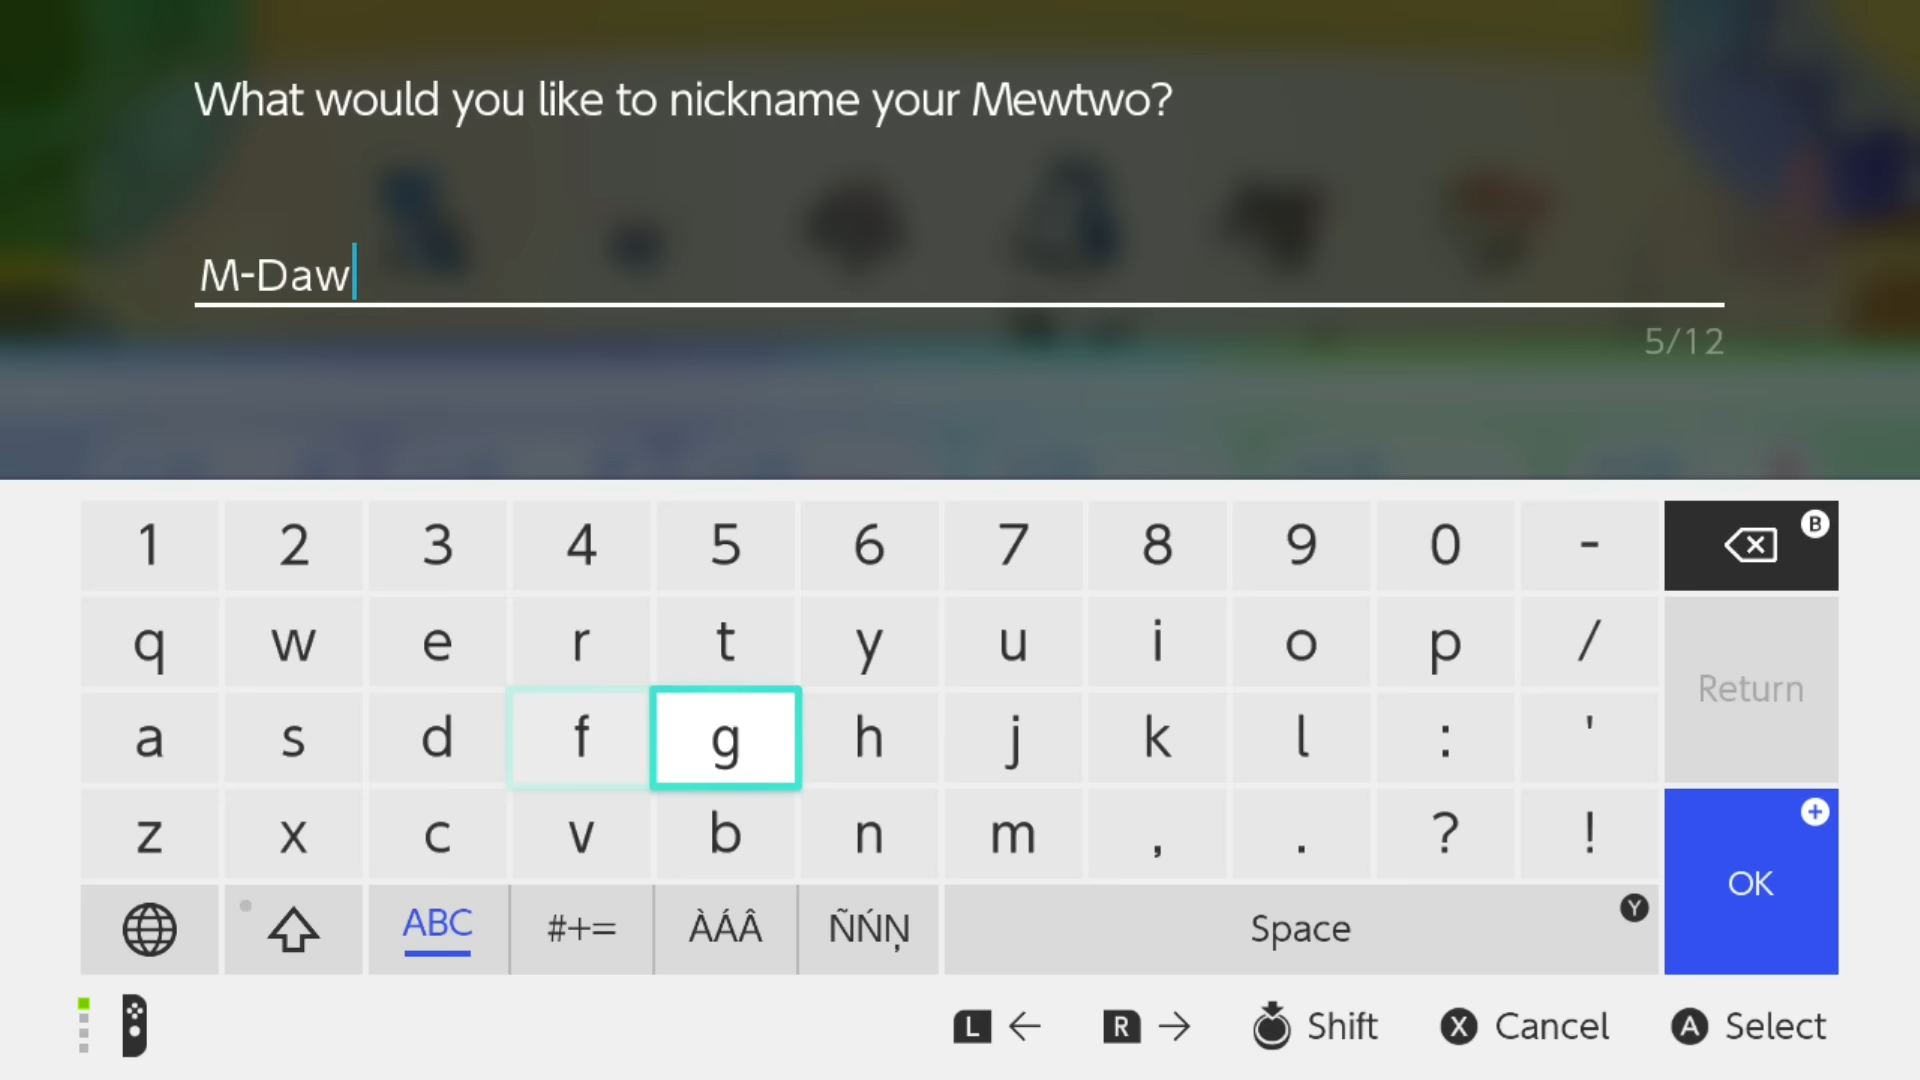 What would you like to nickname your Mewtwo?
M-Daw
5/12
1 2 3 4 5 6 7 8 9 0 - B
q w e r t y u i o p /
Return
a s d f g h j k l : '
z x c v b n m , . ? ! +
OK
ABC #+= ÀÁÂ ÑŃŅ Space Y
L ← R → Shift X Cancel A Select